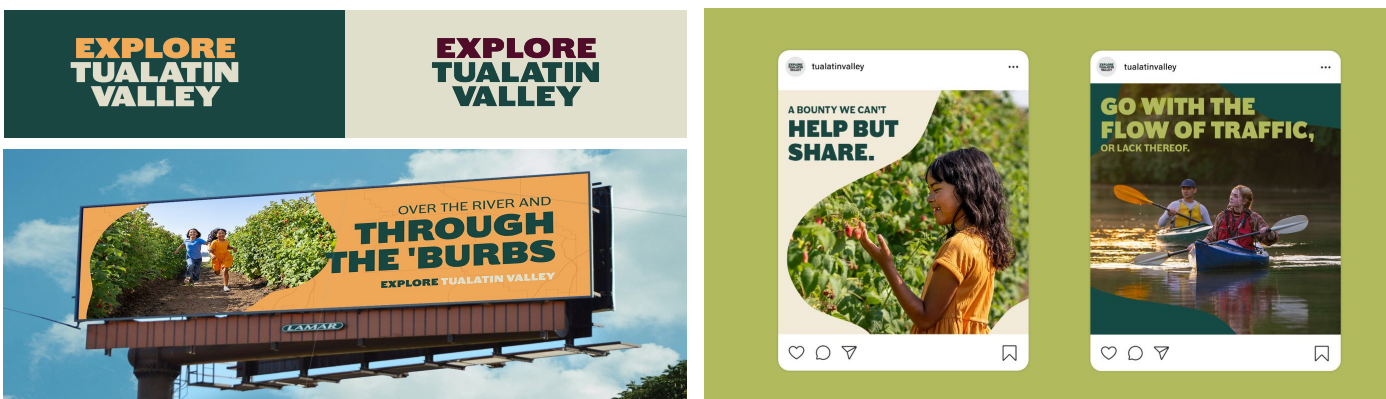 EXPLORE
TUALATIN
VALLEY
EXPLORE
TUALATIN
VALLEY
OVER THE RIVER AND
THROUGH
THE 'BURBS
EXPLORE TUALATIN VALLEY
LAMAR
tualatinvalley
A BOUNTY WE CAN'T
HELP BUT
SHARE.
tualatinvalley
GO WITH THE
FLOW OF TRAFFIC,
OR LACK THEREOF.